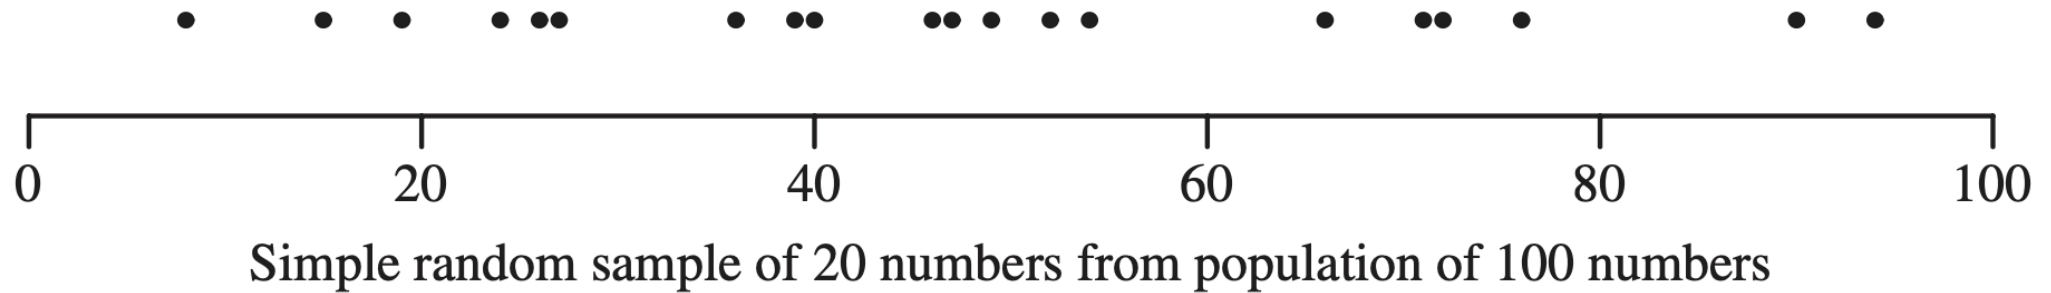 0 20 40 60 80 100
Simple random sample of 20 numbers from population of 100 numbers